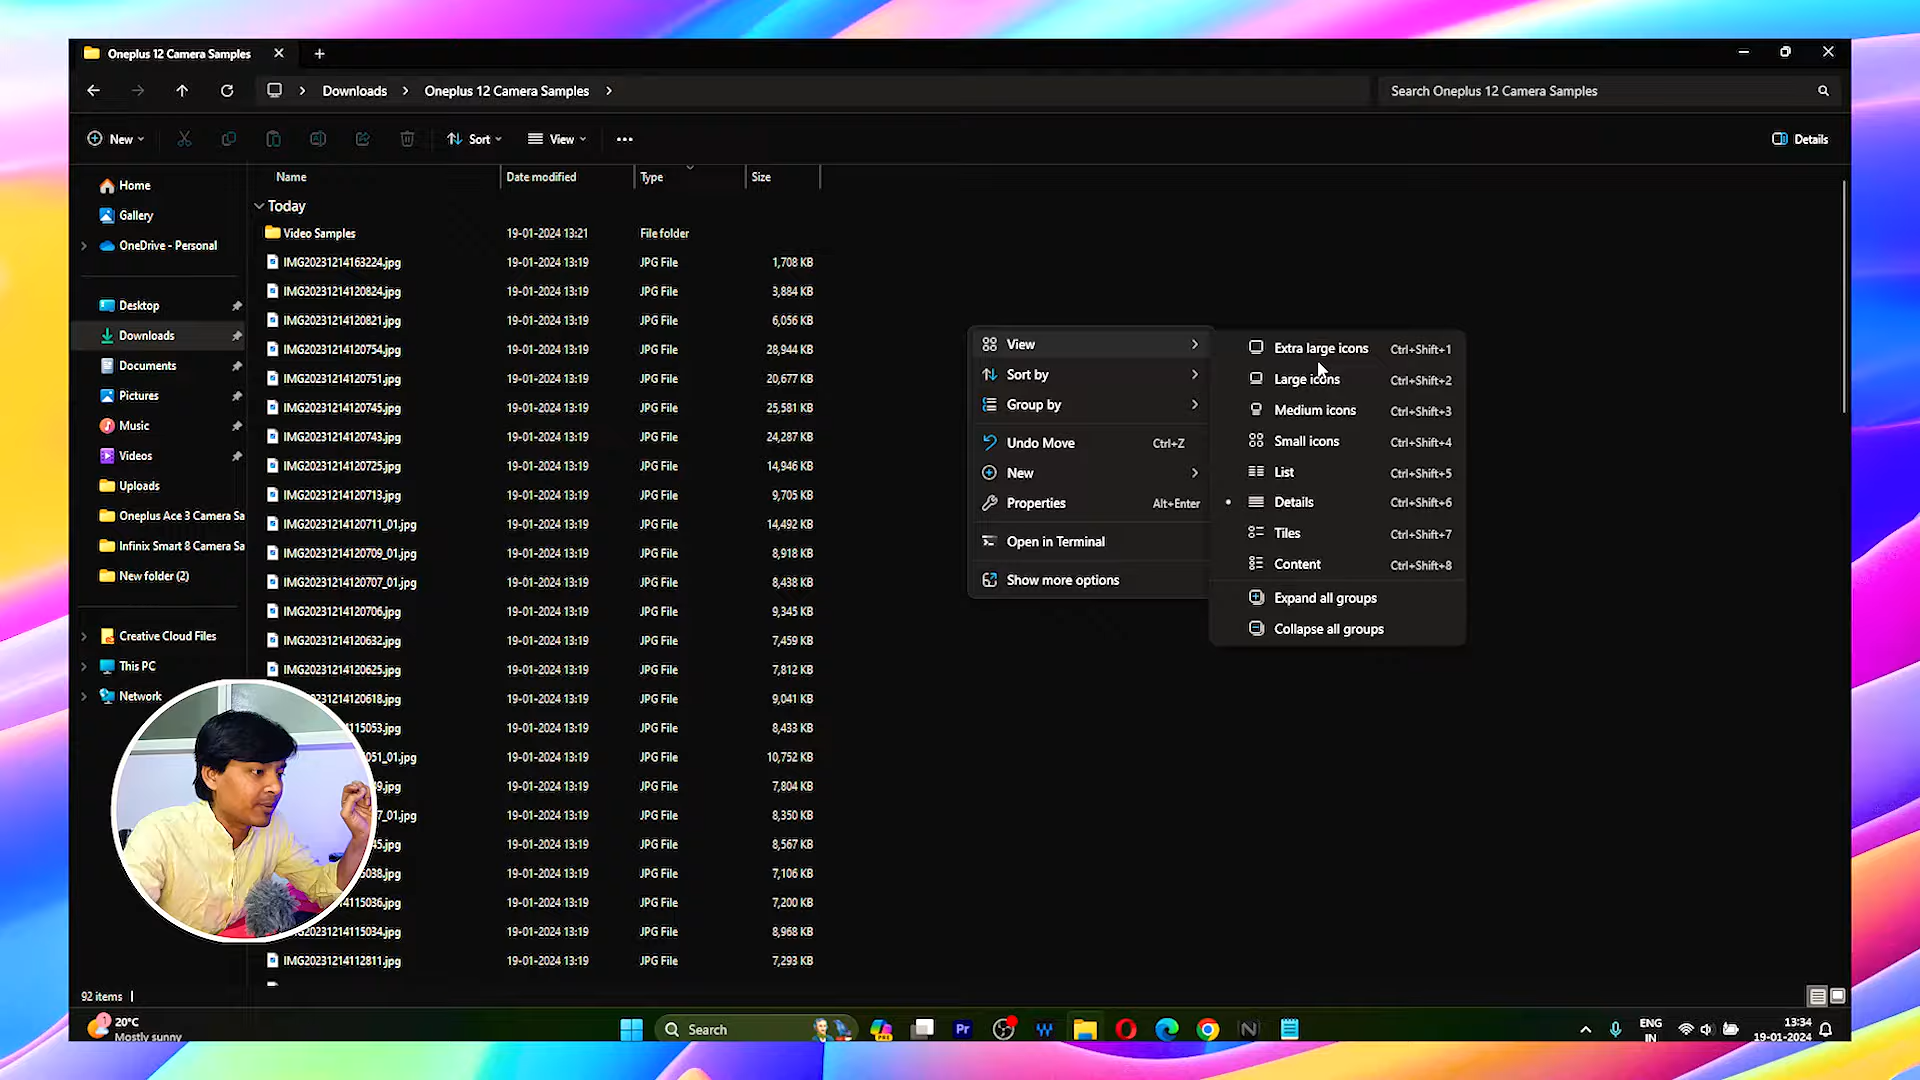 Oneplus 12 Camera Samples
Downloads
Oneplus 12 Camera Samples
Search Oneplus 12 Camera Samples
New
Sort
View
Details
Home
Gallery
OneDrive - Personal
Desktop
Downloads
Documents
Pictures
Music
Videos
Uploads
Oneplus Ace 3 Camera Sa
Infinix Smart 8 Camera Sa
New folder (2)
Creative Cloud Files
This PC
Network
Name Date modified Type Size
Today
Video Samples 19-01-2024 13:21 File folder
IMG20231214163224.jpg 19-01-2024 13:19 JPG File 1,708 KB
IMG20231214120824.jpg 19-01-2024 13:19 JPG File 3,884 KB
IMG20231214120821.jpg 19-01-2024 13:19 JPG File 6,056 KB
IMG20231214120754.jpg 19-01-2024 13:19 JPG File 28,944 KB
IMG20231214120751.jpg 19-01-2024 13:19 JPG File 20,677 KB
IMG20231214120745.jpg 19-01-2024 13:19 JPG File 25,581 KB
IMG20231214120743.jpg 19-01-2024 13:19 JPG File 24,287 KB
IMG20231214120725.jpg 19-01-2024 13:19 JPG File 14,946 KB
IMG20231214120713.jpg 19-01-2024 13:19 JPG File 9,705 KB
IMG20231214120711_01.jpg 19-01-2024 13:19 JPG File 14,492 KB
IMG20231214120709_01.jpg 19-01-2024 13:19 JPG File 8,918 KB
IMG20231214120707_01.jpg 19-01-2024 13:19 JPG File 8,438 KB
IMG20231214120706.jpg 19-01-2024 13:19 JPG File 9,345 KB
IMG20231214120632.jpg 19-01-2024 13:19 JPG File 7,459 KB
IMG20231214120625.jpg 19-01-2024 13:19 JPG File 7,812 KB
20231214120618.jpg 19-01-2024 13:19 JPG File 9,041 KB
4115053.jpg 19-01-2024 13:19 JPG File 8,433 KB
051_01.jpg 19-01-2024 13:19 JPG File 10,752 KB
9.jpg 19-01-2024 13:19 JPG File 7,804 KB
7_01.jpg 19-01-2024 13:19 JPG File 8,350 KB
45.jpg 19-01-2024 13:19 JPG File 8,567 KB
5038.jpg 19-01-2024 13:19 JPG File 7,106 KB
4115036.jpg 19-01-2024 13:19 JPG File 7,200 KB
0231214115034.jpg 19-01-2024 13:19 JPG File 8,968 KB
IMG20231214112811.jpg 19-01-2024 13:19 JPG File 7,293 KB
View
Sort by
Group by
Undo Move Ctrl+Z
New
Properties Alt+Enter
Open in Terminal
Show more options
Extra large icons Ctrl+Shift+1
Large icons Ctrl+Shift+2
Medium icons Ctrl+Shift+3
Small icons Ctrl+Shift+4
List Ctrl+Shift+5
Details Ctrl+Shift+6
Tiles Ctrl+Shift+7
Content Ctrl+Shift+8
Expand all groups
Collapse all groups
92 items
20°C
Mostly sunny
Search
Pr
ENG
IN
13:34
19-01-2024